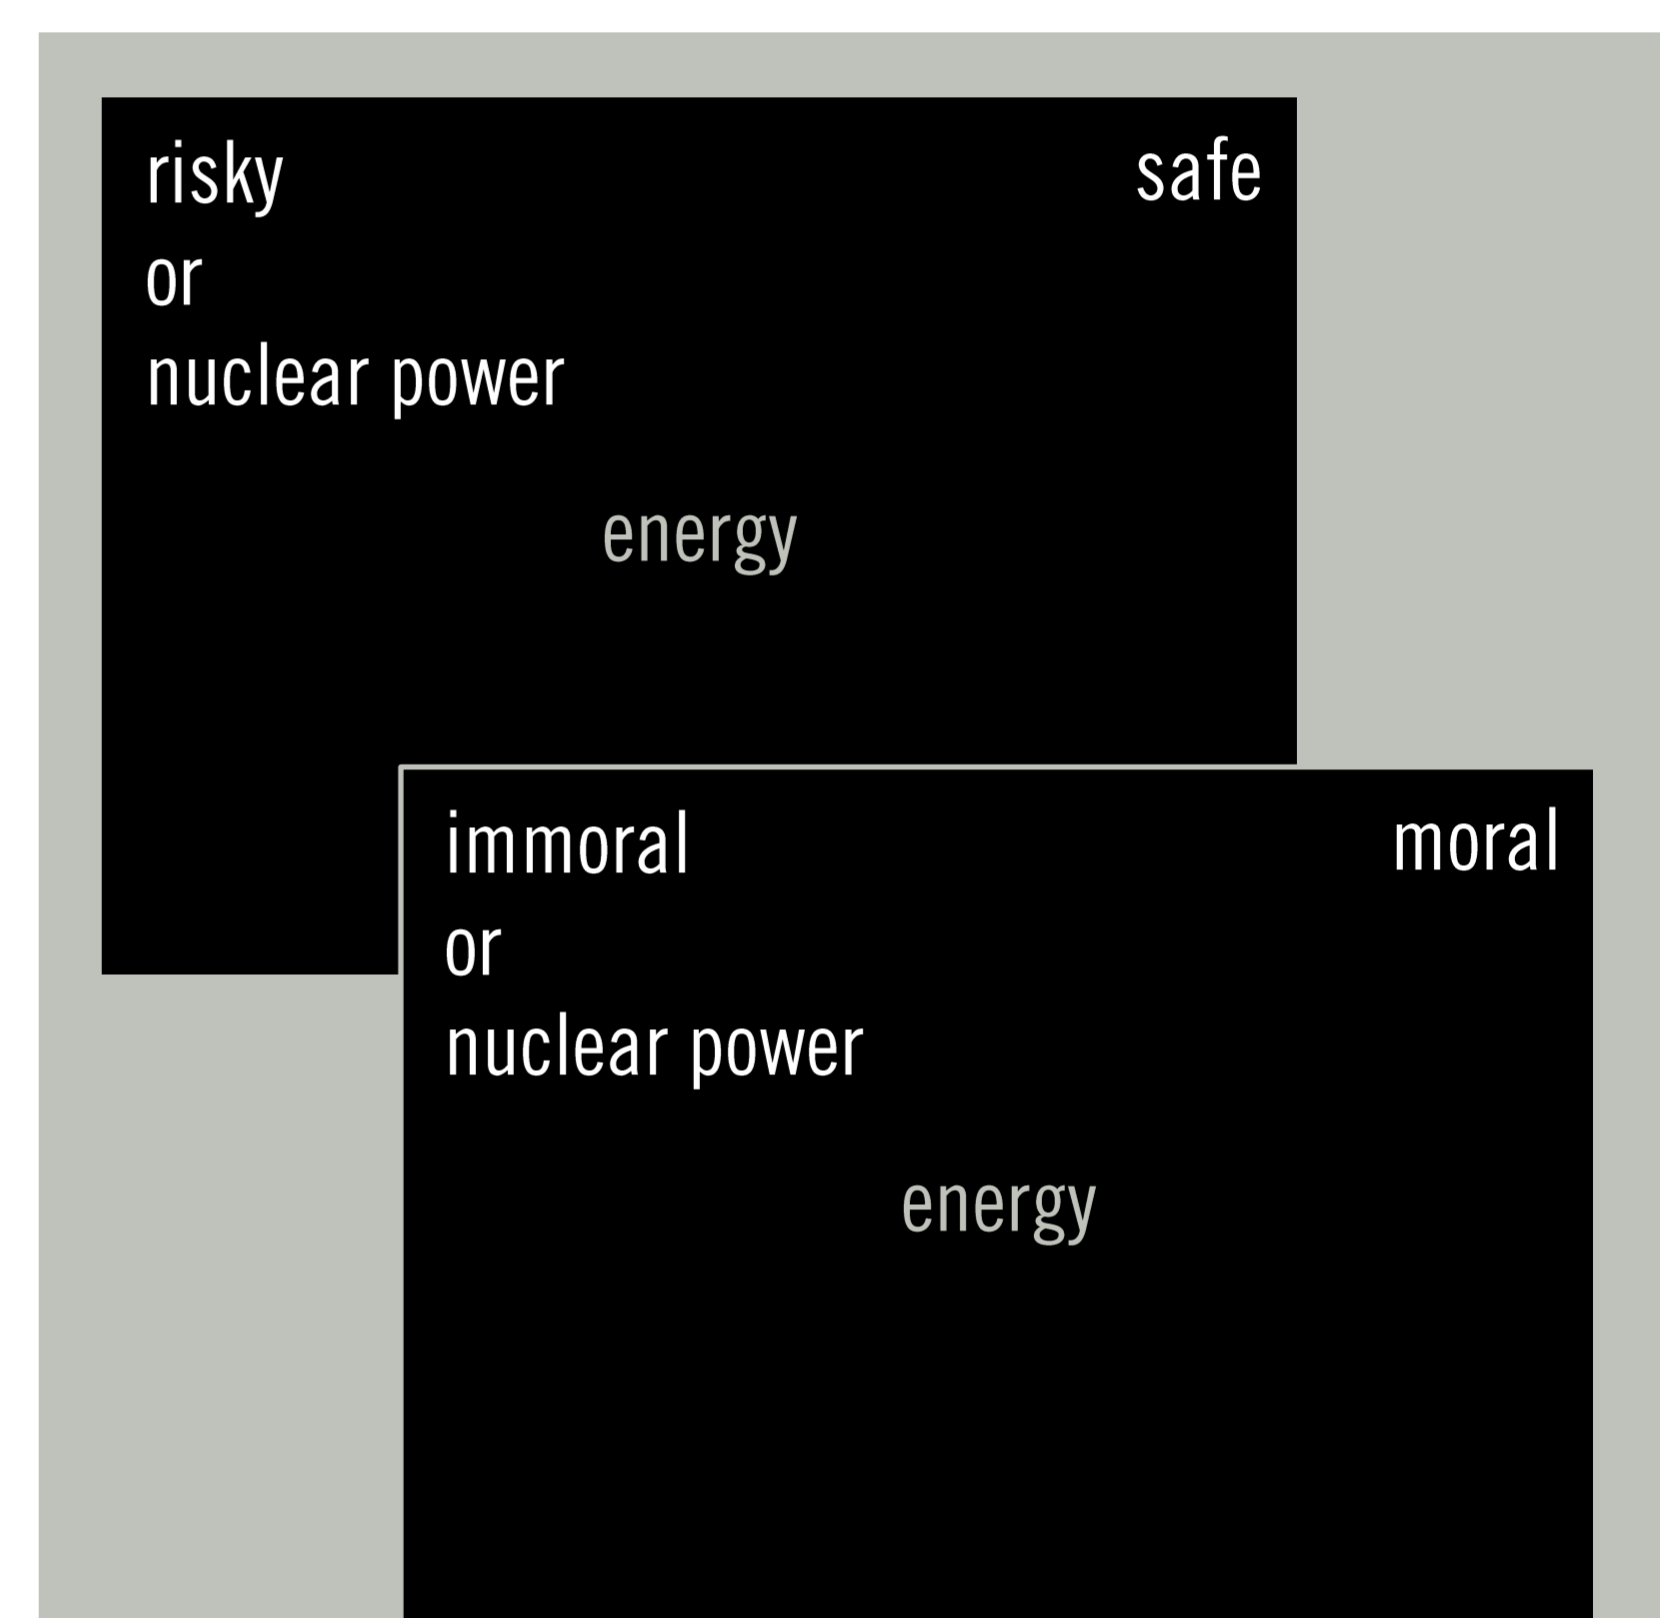 risky safe
or
nuclear power
energy
immoral moral
or
nuclear power
energy